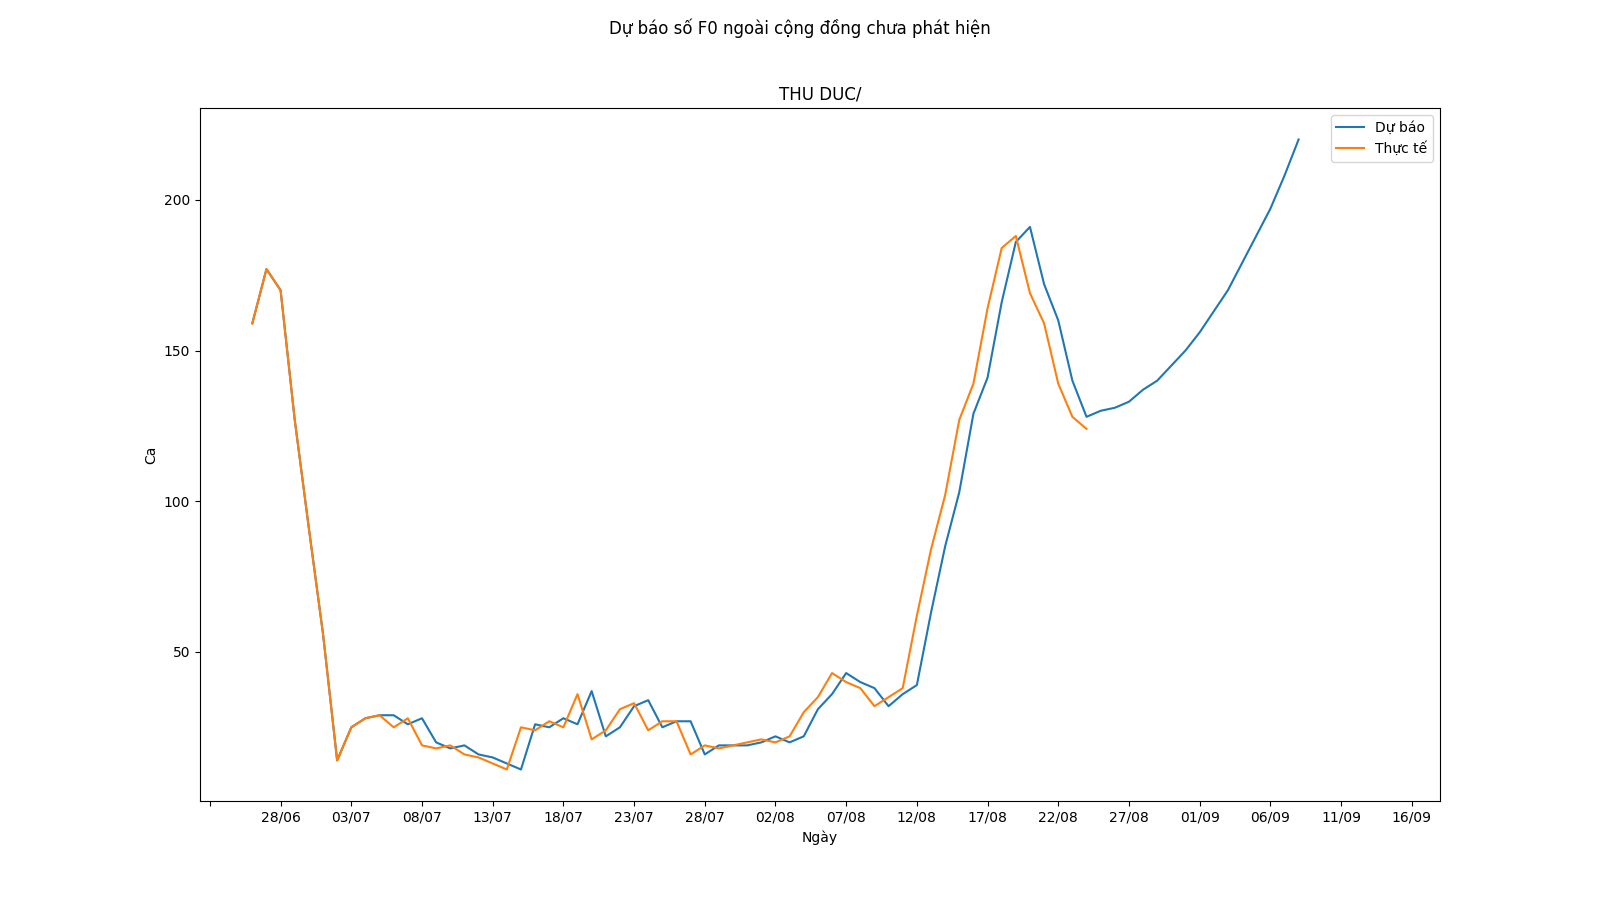 Dự báo số F0 ngoài cộng đồng chưa phát hiện
THU DUC/
Dự báo
Thực tế
200
150
100
50
Ca
28/06 03/07 08/07 13/07 18/07 23/07 28/07 02/08 07/08 12/08 17/08 22/08 27/08 01/09 06/09 11/09 16/09
Ngày